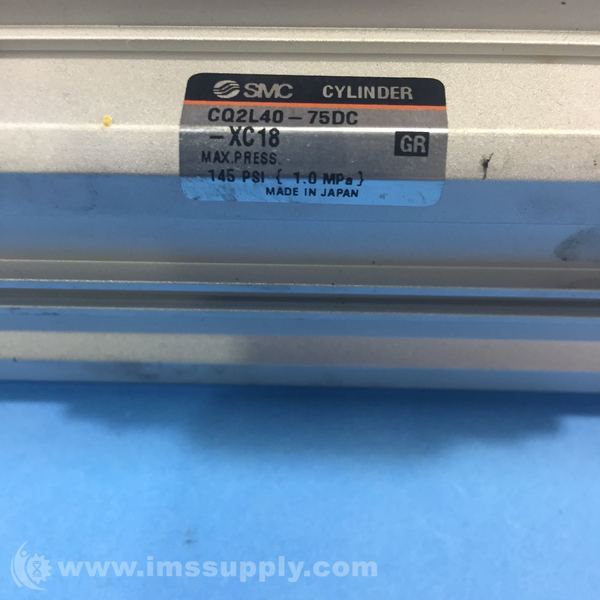 SMC CYLINDER
CQ2L40-75DC
-XC18
GR
MAX.PRESS.
145 PSI ( 1.0 MPa )
MADE IN JAPAN
www.imssupply.com